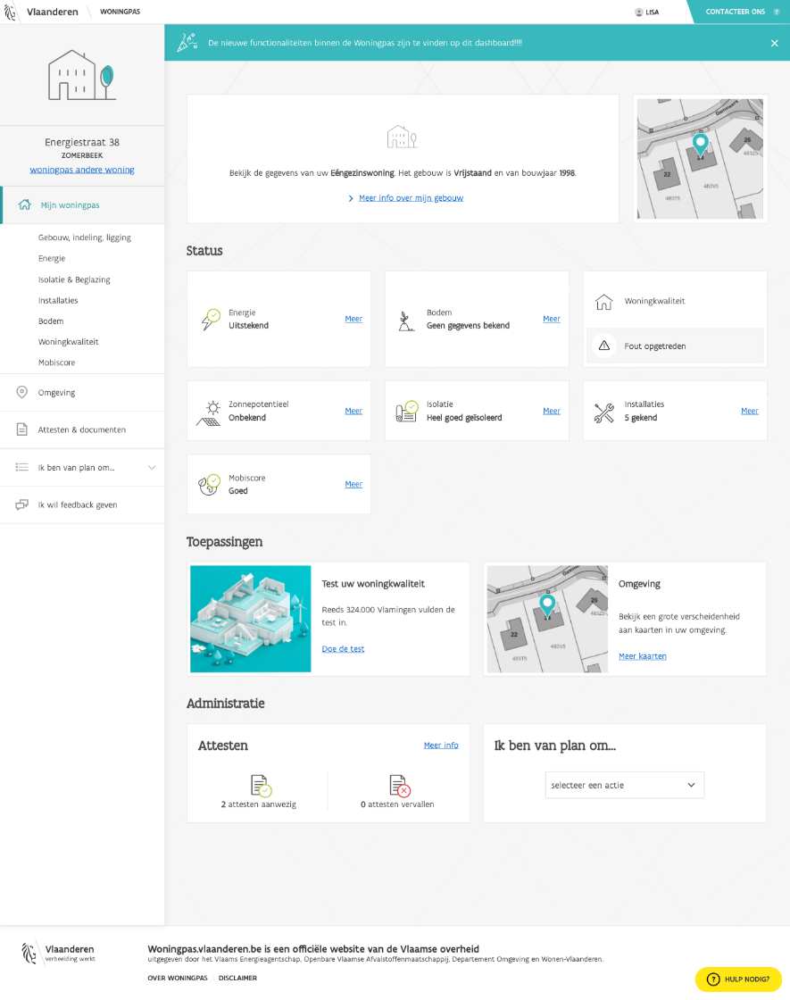 Vlaanderen
WONINGPAS
LISA
CONTACTEER ONS
?
De nieuwe functionaliteiten binnen de Woningpas zijn te vinden op dit dashboard!!!!
Energiestraat 38
ZOMERBEEK
woningpas andere woning
Mijn woningpas
Gebouw, indeling, ligging
Energie
Isolatie & Beglazing
Installaties
Bodem
Woningkwaliteit
Mobiscore
Omgeving
Attesten & documenten
Ik ben van plan om...
Ik wil feedback geven
Bekijk de gegevens van uw Eéngezinswoning. Het gebouw is Vrijstaand en van bouwjaar 1998.
Meer info over mijn gebouw
26
22
483V5
483T5
Status
Energie
Uitstekend
Meer
Bodem
Geen gegevens bekend
Meer
Woningkwaliteit
Fout opgetreden
Zonnepotentieel
Onbekend
Meer
Isolatie
Heel goed geïsoleerd
Meer
Installaties
5 gekend
Meer
Mobiscore
Goed
Meer
Toepassingen
Test uw woningkwaliteit
Reeds 324.000 Vlamingen vulden de
test in.
Doe de test
26
22
483V5
483T5
Omgeving
Bekijk een grote verscheidenheid
aan kaarten in uw omgeving.
Meer kaarten
Administratie
Attesten
Meer info
2 attesten aanwezig
0 attesten vervallen
Ik ben van plan om...
selecteer een actie
Vlaanderen
verbeelding werkt
Woningpas.vlaanderen.be is een officiële website van de Vlaamse overheid
uitgegeven door het Vlaams Energieagentschap, Openbare Vlaamse Afvalstoffenmaatschappij, Departement Omgeving en Wonen-Vlaanderen.
OVER WONINGPAS
DISCLAIMER
? HULP NODIG?